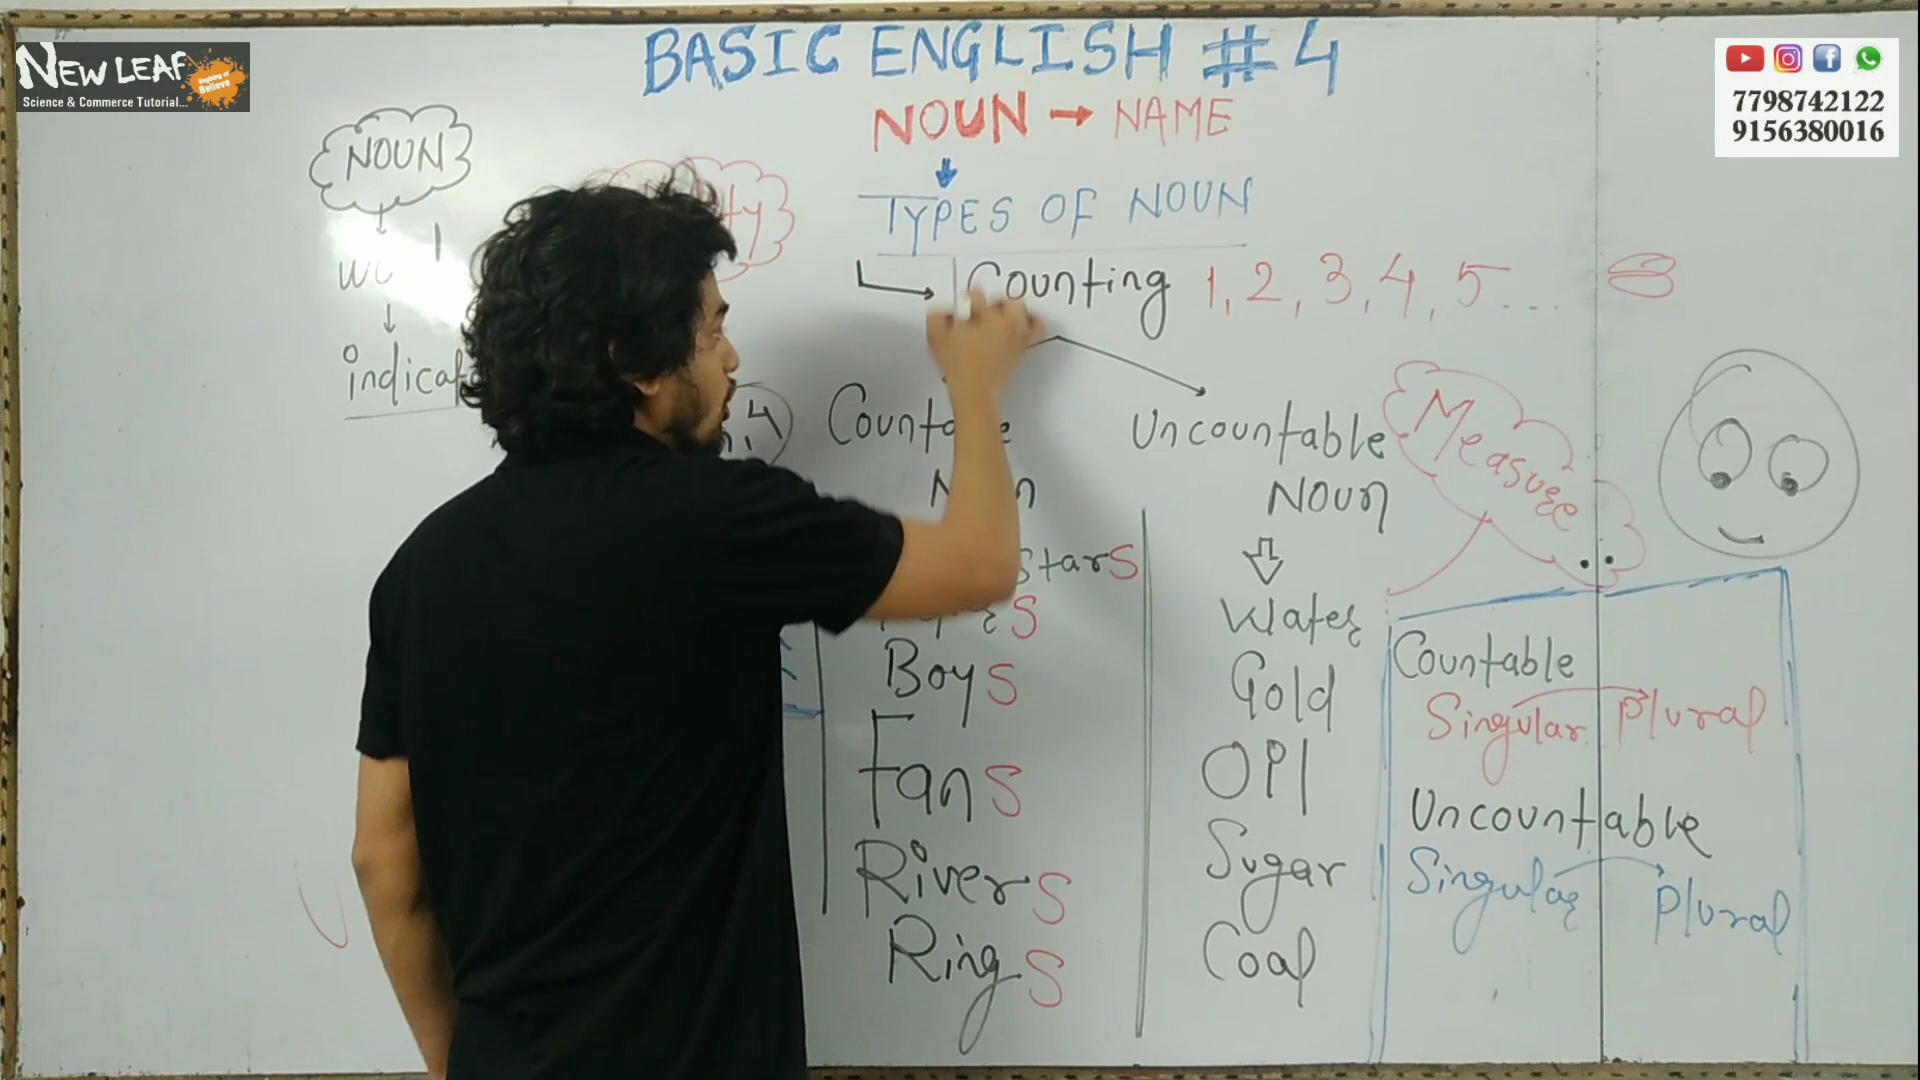 NEW LEAF
Science & Commerce Tutorial...
7798742122
9156380016
BASIC ENGLISH # 4
NOUN → NAME
TYPES OF NOUN
Counting 1, 2, 3, 4, 5...
NOUN
Uncountable
Noun
Measure
Stars
Boys
Fans
Rivers
Rings
Water
Gold
Oil
Sugar
Coal
Countable
Singular Plural
Uncountable
Singular Plural